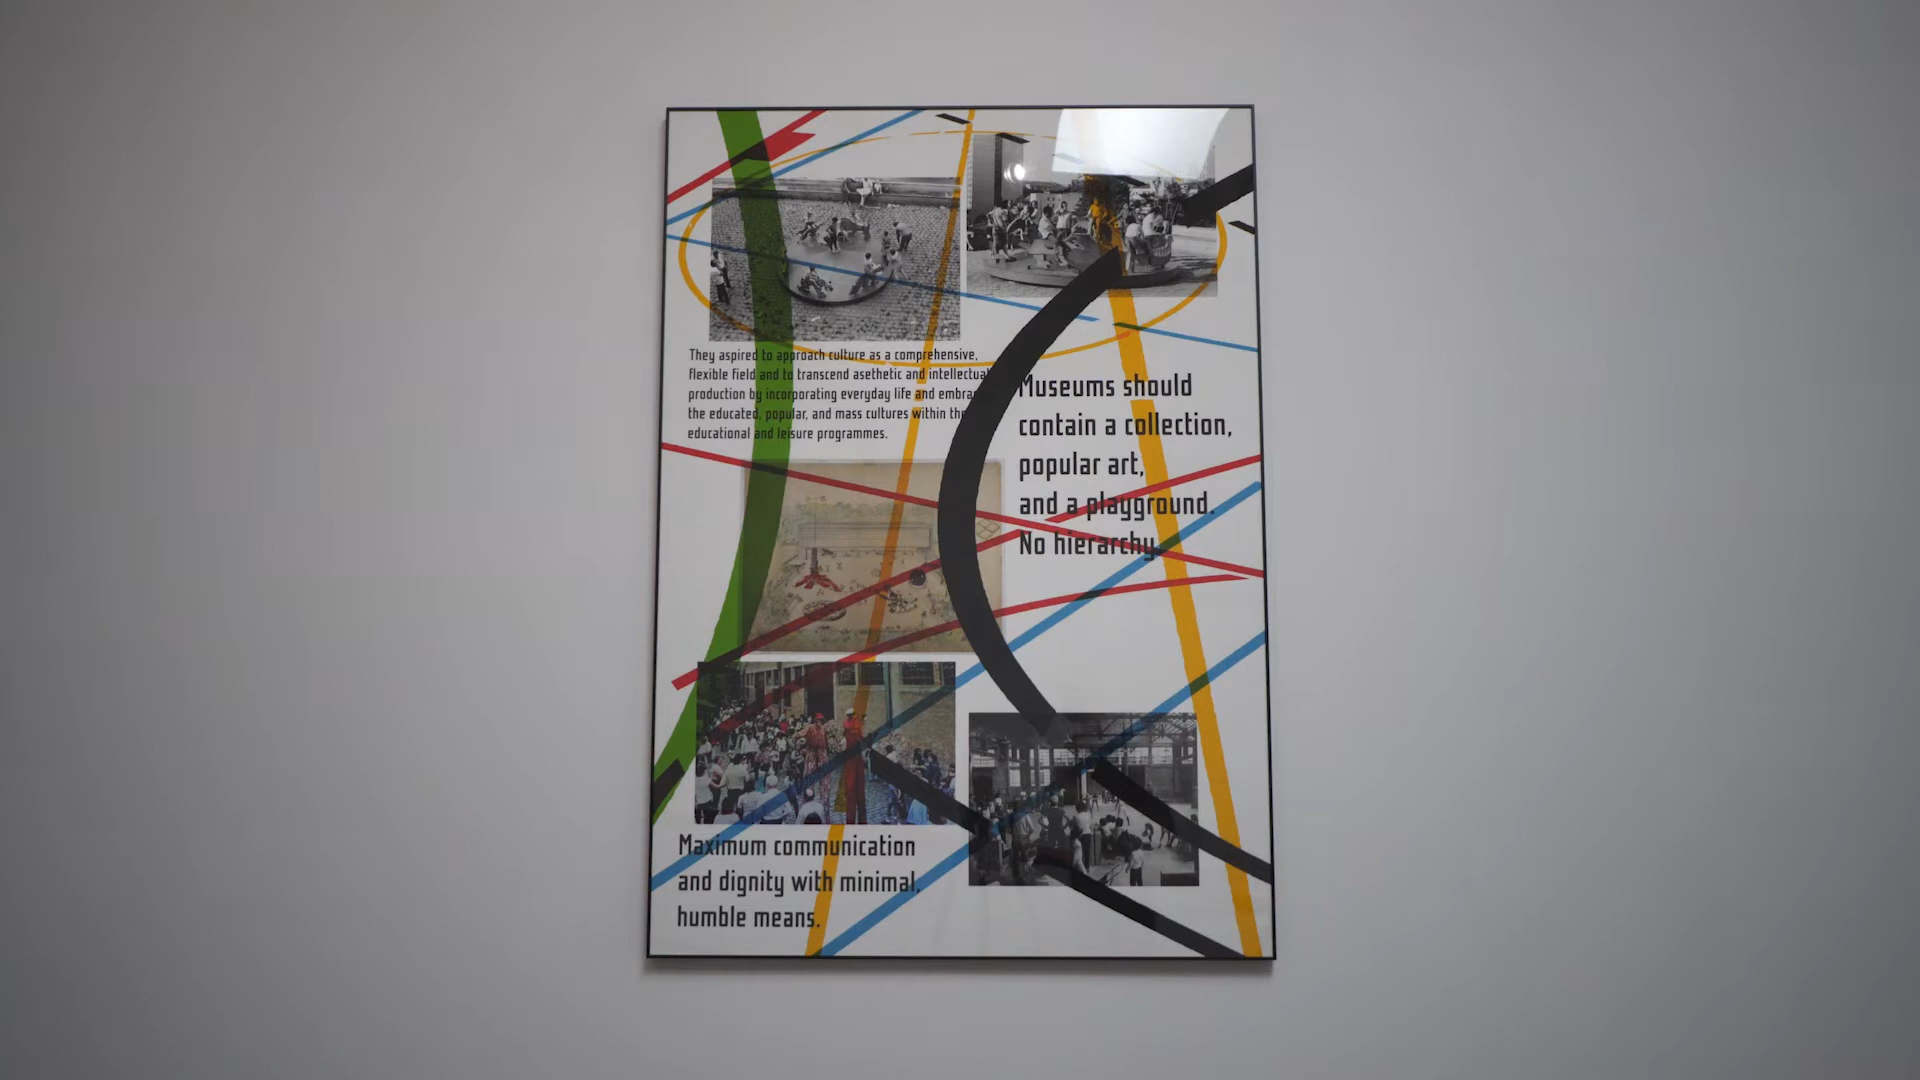 They aspired to approach culture as a comprehensive,
flexible field and to transcend asethetic and intellectual
production by incorporating everyday life and
the educated, popular, and mass cultures within the
educational and leisure programmes.
Museums should
contain a collection,
popular art,
and a playground.
No hierarchy.
Maximum communication
and dignity with minimal,
humble means.